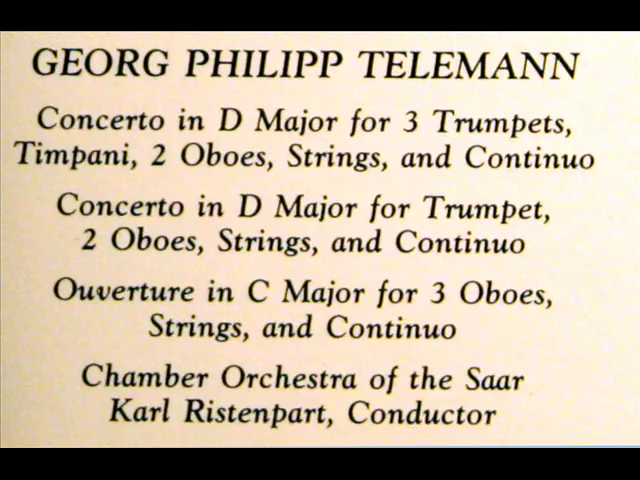 GEORG PHILIPP TELEMANN
Concerto in D Major for 3 Trumpets,
Timpani, 2 Oboes, Strings, and Continuo
Concerto in D Major for Trumpet,
2 Oboes, Strings, and Continuo
Ouverture in C Major for 3 Oboes,
Strings, and Continuo
Chamber Orchestra of the Saar
Karl Ristenpart, Conductor